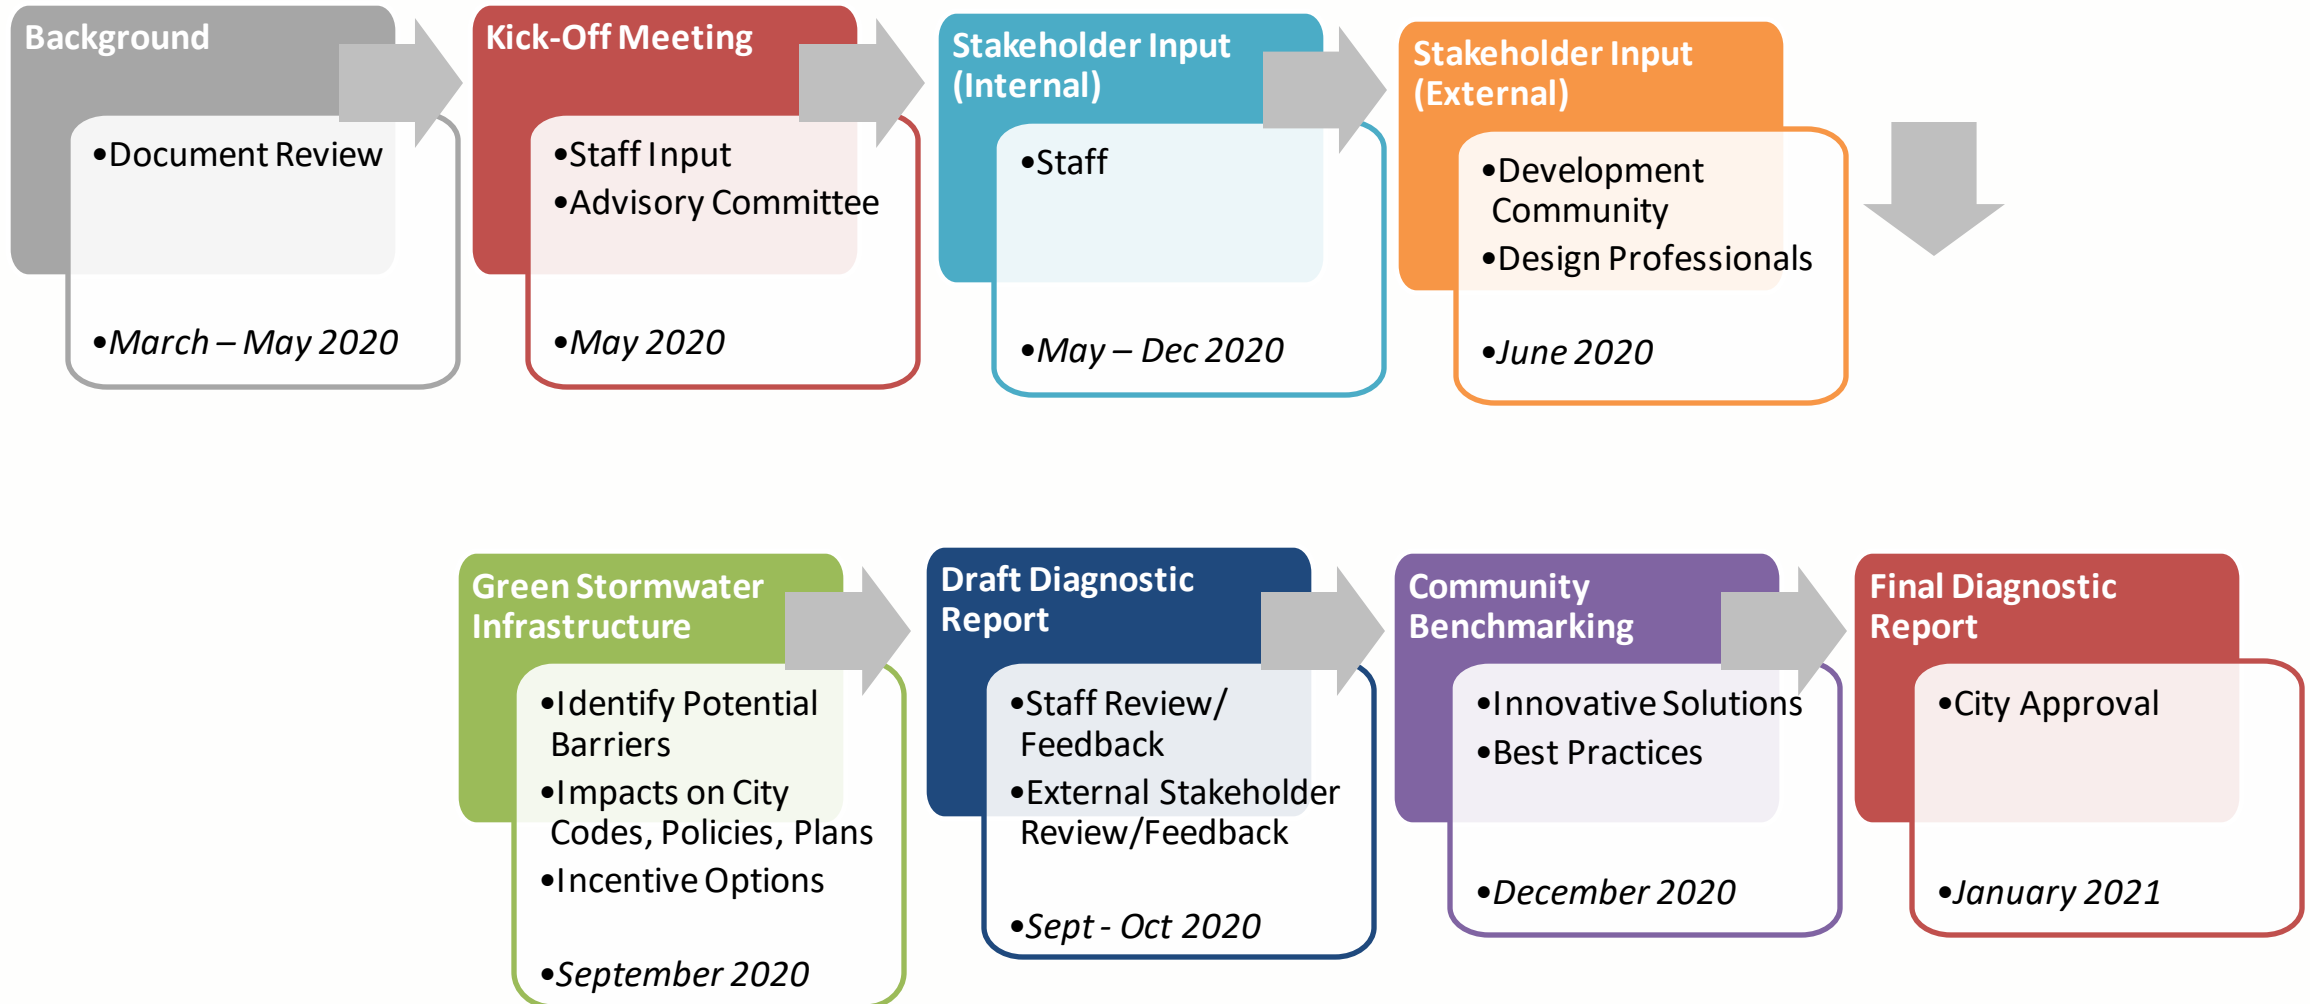 Background
•Document Review
•March – May 2020
Kick-Off Meeting
•Staff Input
•Advisory Committee
•May 2020
Stakeholder Input
(Internal)
•Staff
•May – Dec 2020
Stakeholder Input
(External)
•Development
Community
•Design Professionals
•June 2020
Green Stormwater
Infrastructure
•Identify Potential
Barriers
•Impacts on City
Codes, Policies, Plans
•Incentive Options
•September 2020
Draft Diagnostic
Report
•Staff Review/
Feedback
•External Stakeholder
Review/Feedback
•Sept - Oct 2020
Community
Benchmarking
•Innovative Solutions
•Best Practices
•December 2020
Final Diagnostic
Report
•City Approval
•January 2021